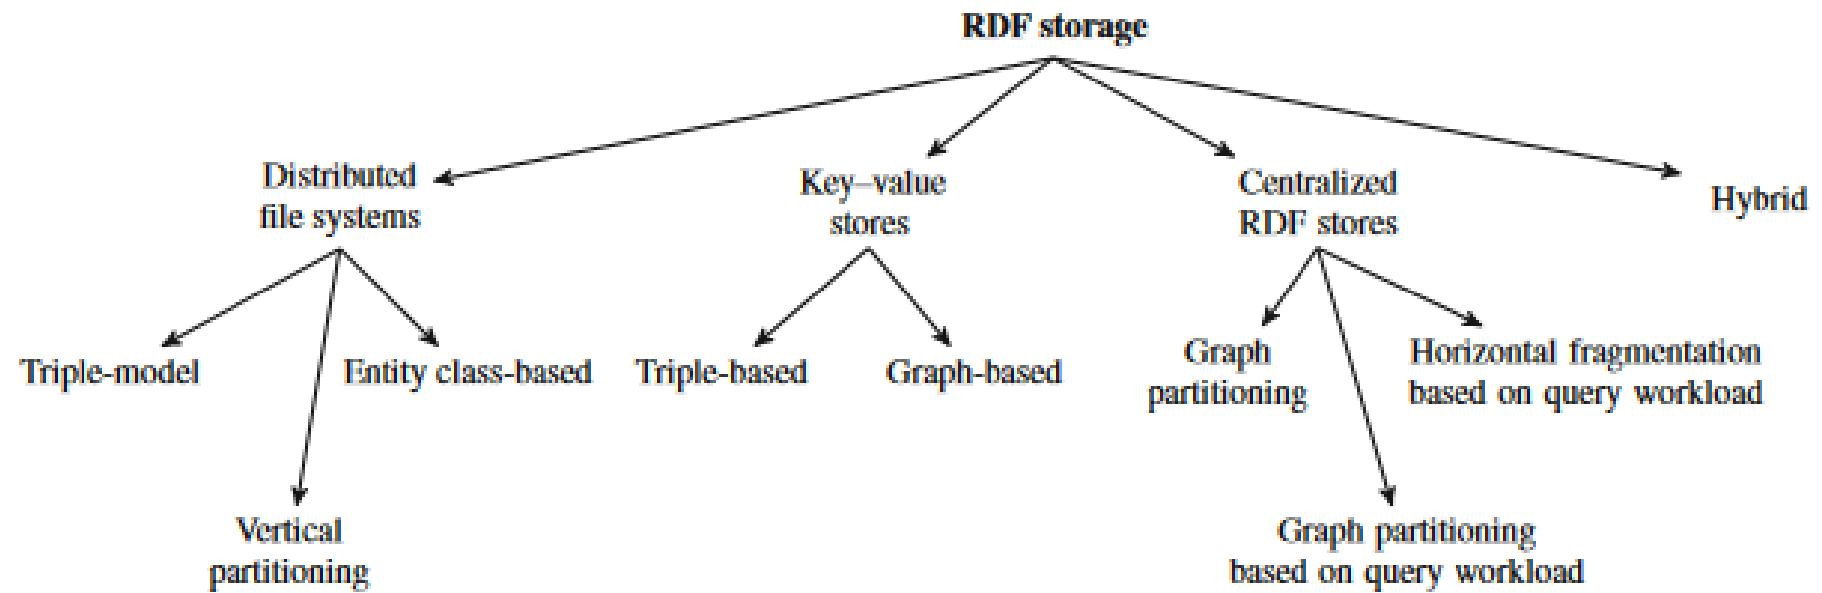 RDF storage
Distributed
file systems
Key–value
stores
Centralized
RDF stores
Hybrid
Triple-model
Entity class-based
Triple-based
Graph-based
Graph
partitioning
Horizontal fragmentation
based on query workload
Vertical
partitioning
Graph partitioning
based on query workload